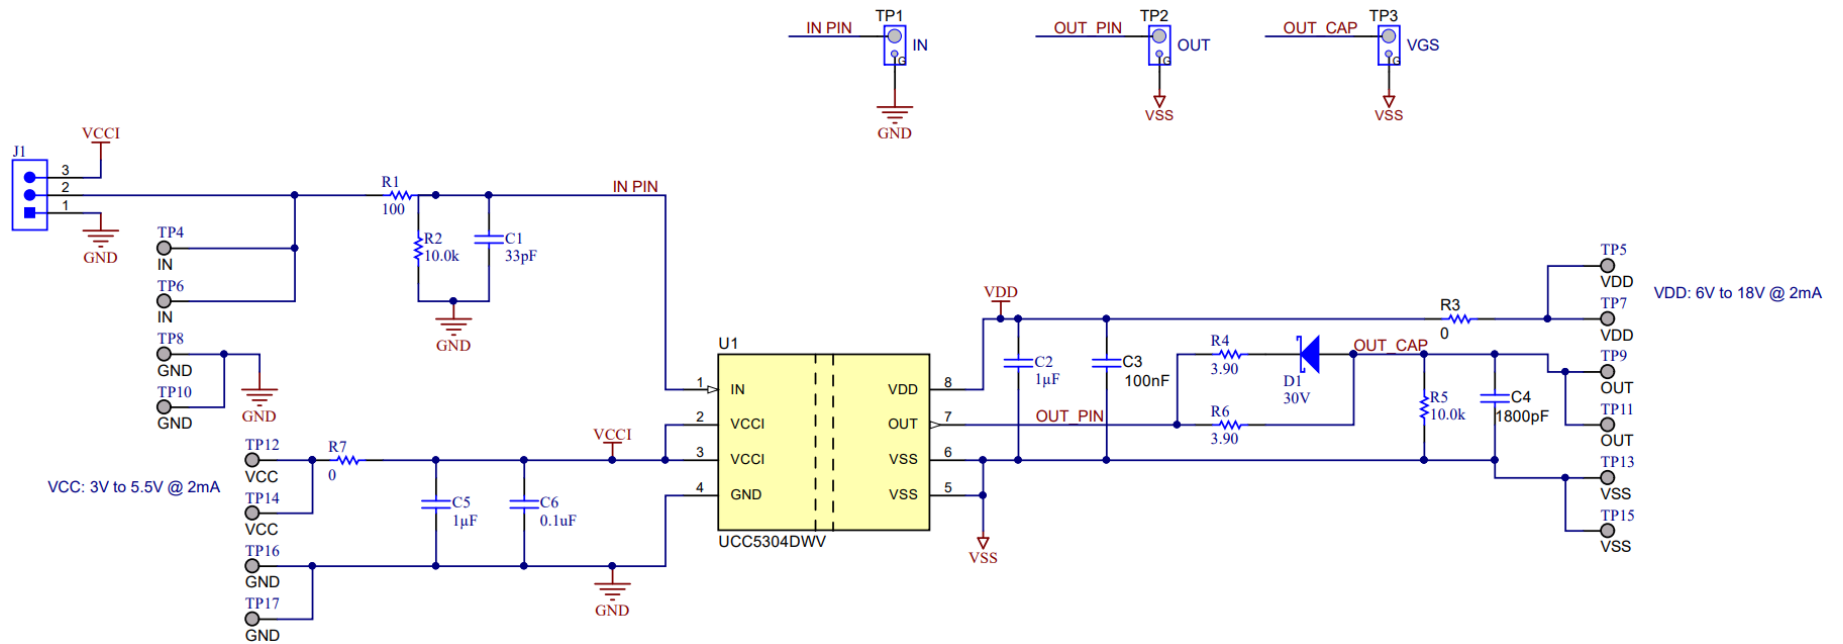 TP1
IN PIN
IN
GND
TP2
OUT_PIN
OUT
VSS
TP3
OUT_CAP
VGS
VSS
VCCI
J1
3
2
1
GND
R1
100
IN PIN
R2
10.0k
C1
33pF
GND
TP4
IN
TP6
IN
TP8
GND
TP10
GND
GND
TP12
VCC
TP14
VCC
TP16
GND
TP17
GND
VCC: 3V to 5.5V @ 2mA
R7
0
C5
1µF
C6
0.1uF
VCCI
GND
U1
1 IN
2 VCCI
3 VCCI
4 GND
VDD 8
OUT 7
VSS 6
VSS 5
UCC5304DWV
VDD
C2
1µF
C3
100nF
OUT_PIN
VSS
R4
3.90
D1
30V
R6
3.90
OUT_CAP
R3
0
R5
10.0k
C4
1800pF
TP5
VDD
TP7
VDD
TP9
OUT
TP11
OUT
TP13
VSS
TP15
VSS
VDD: 6V to 18V @ 2mA
G
G
G